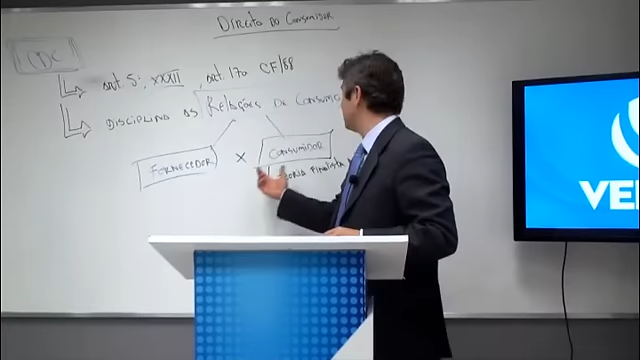 DIREITO DO CONSUMIDOR
CDC
art. 5º, XXXII, art. 170 CF/88
DISCIPLINA AS RELAÇÕES DE CONSUMO
FORNECEDOR X CONSUMIDOR
FINALISTA
VE